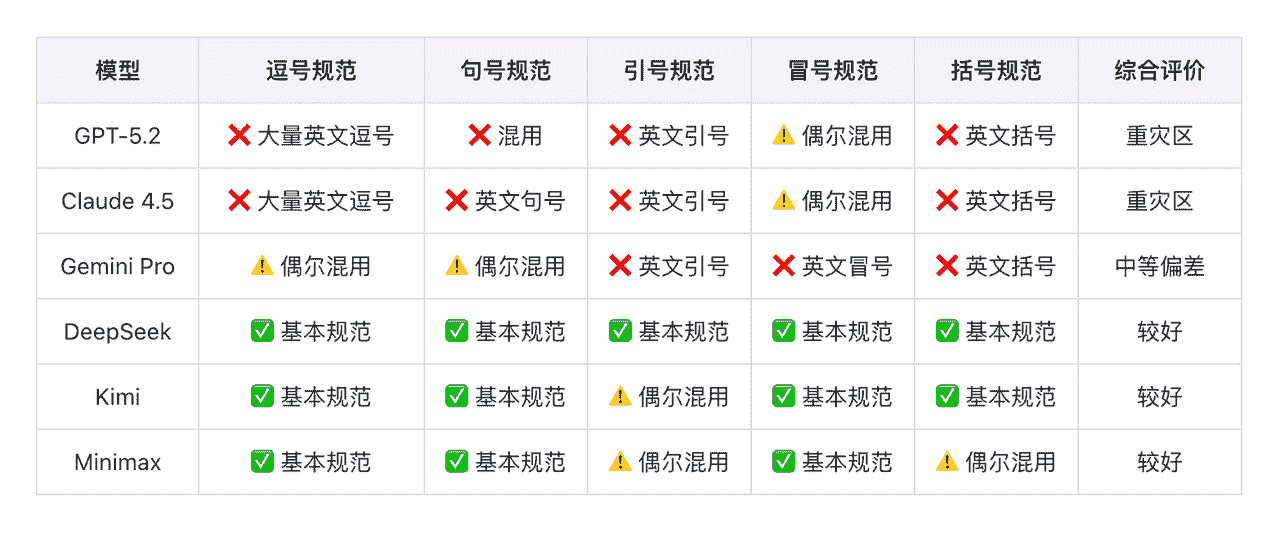 模型 逗号规范 句号规范 引号规范 冒号规范 括号规范 综合评价
GPT-5.2 ❌ 大量英文逗号 ❌ 混用 ❌ 英文引号 ⚠️ 偶尔混用 ❌ 英文括号 重灾区
Claude 4.5 ❌ 大量英文逗号 ❌ 英文句号 ❌ 英文引号 ⚠️ 偶尔混用 ❌ 英文括号 重灾区
Gemini Pro ⚠️ 偶尔混用 ⚠️ 偶尔混用 ❌ 英文引号 ❌ 英文冒号 ❌ 英文括号 中等偏差
DeepSeek ✅ 基本规范 ✅ 基本规范 ✅ 基本规范 ✅ 基本规范 ✅ 基本规范 较好
Kimi ✅ 基本规范 ✅ 基本规范 ⚠️ 偶尔混用 ✅ 基本规范 ✅ 基本规范 较好
Minimax ✅ 基本规范 ✅ 基本规范 ⚠️ 偶尔混用 ✅ 基本规范 ⚠️ 偶尔混用 较好